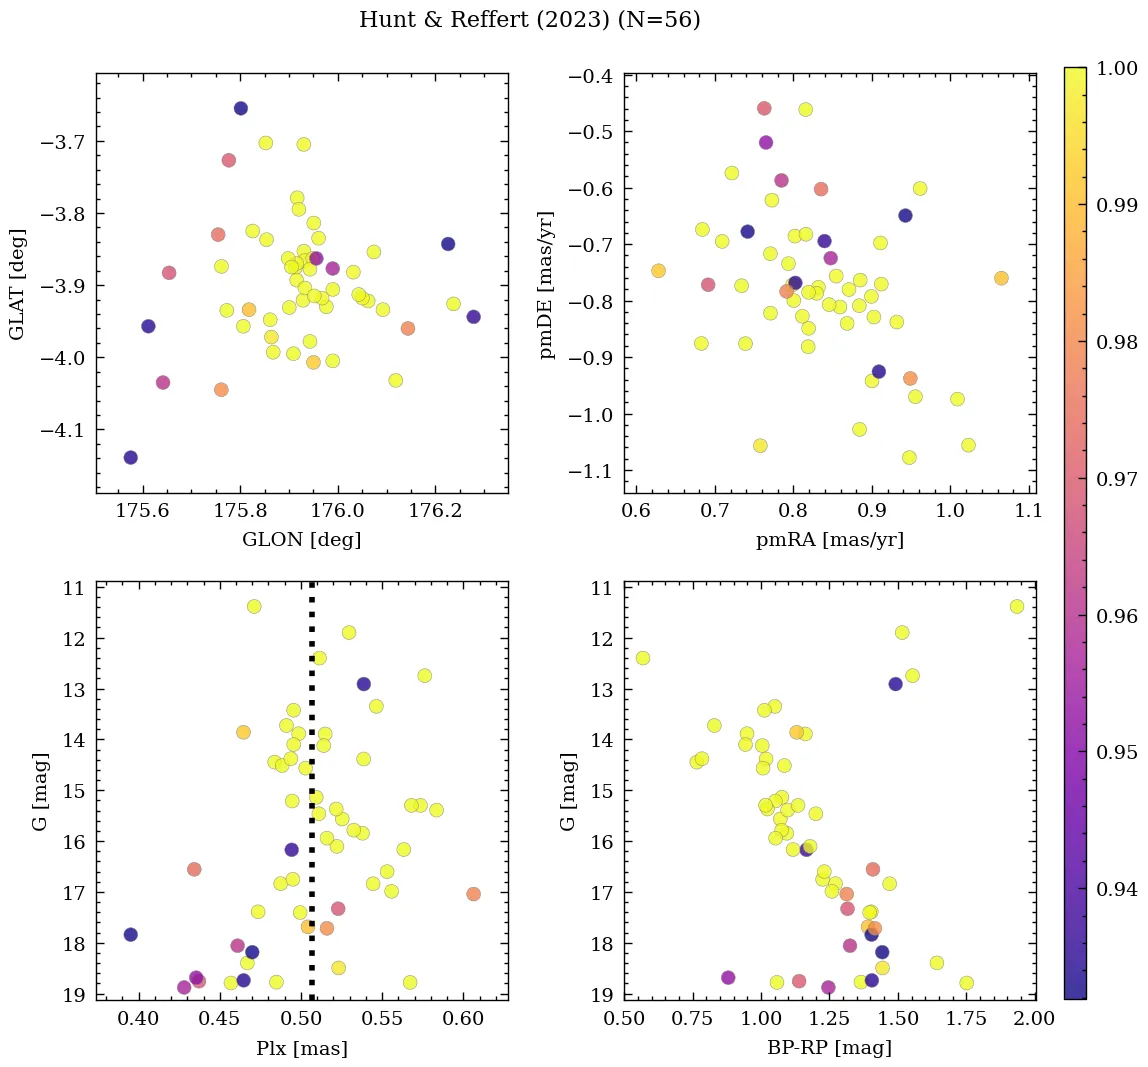 Hunt & Reffert (2023) (N=56)
−3.7
−3.8
−3.9
−4.0
−4.1
GLAT [deg]
175.6 175.8 176.0 176.2
GLON [deg]
−0.4
−0.5
−0.6
−0.7
−0.8
−0.9
−1.0
−1.1
pmDE [mas/yr]
0.6 0.7 0.8 0.9 1.0 1.1
pmRA [mas/yr]
11
12
13
14
15
16
17
18
19
G [mag]
0.40 0.45 0.50 0.55 0.60
Plx [mas]
11
12
13
14
15
16
17
18
19
G [mag]
0.50 0.75 1.00 1.25 1.50 1.75 2.00
BP-RP [mag]
1.00
0.99
0.98
0.97
0.96
0.95
0.94